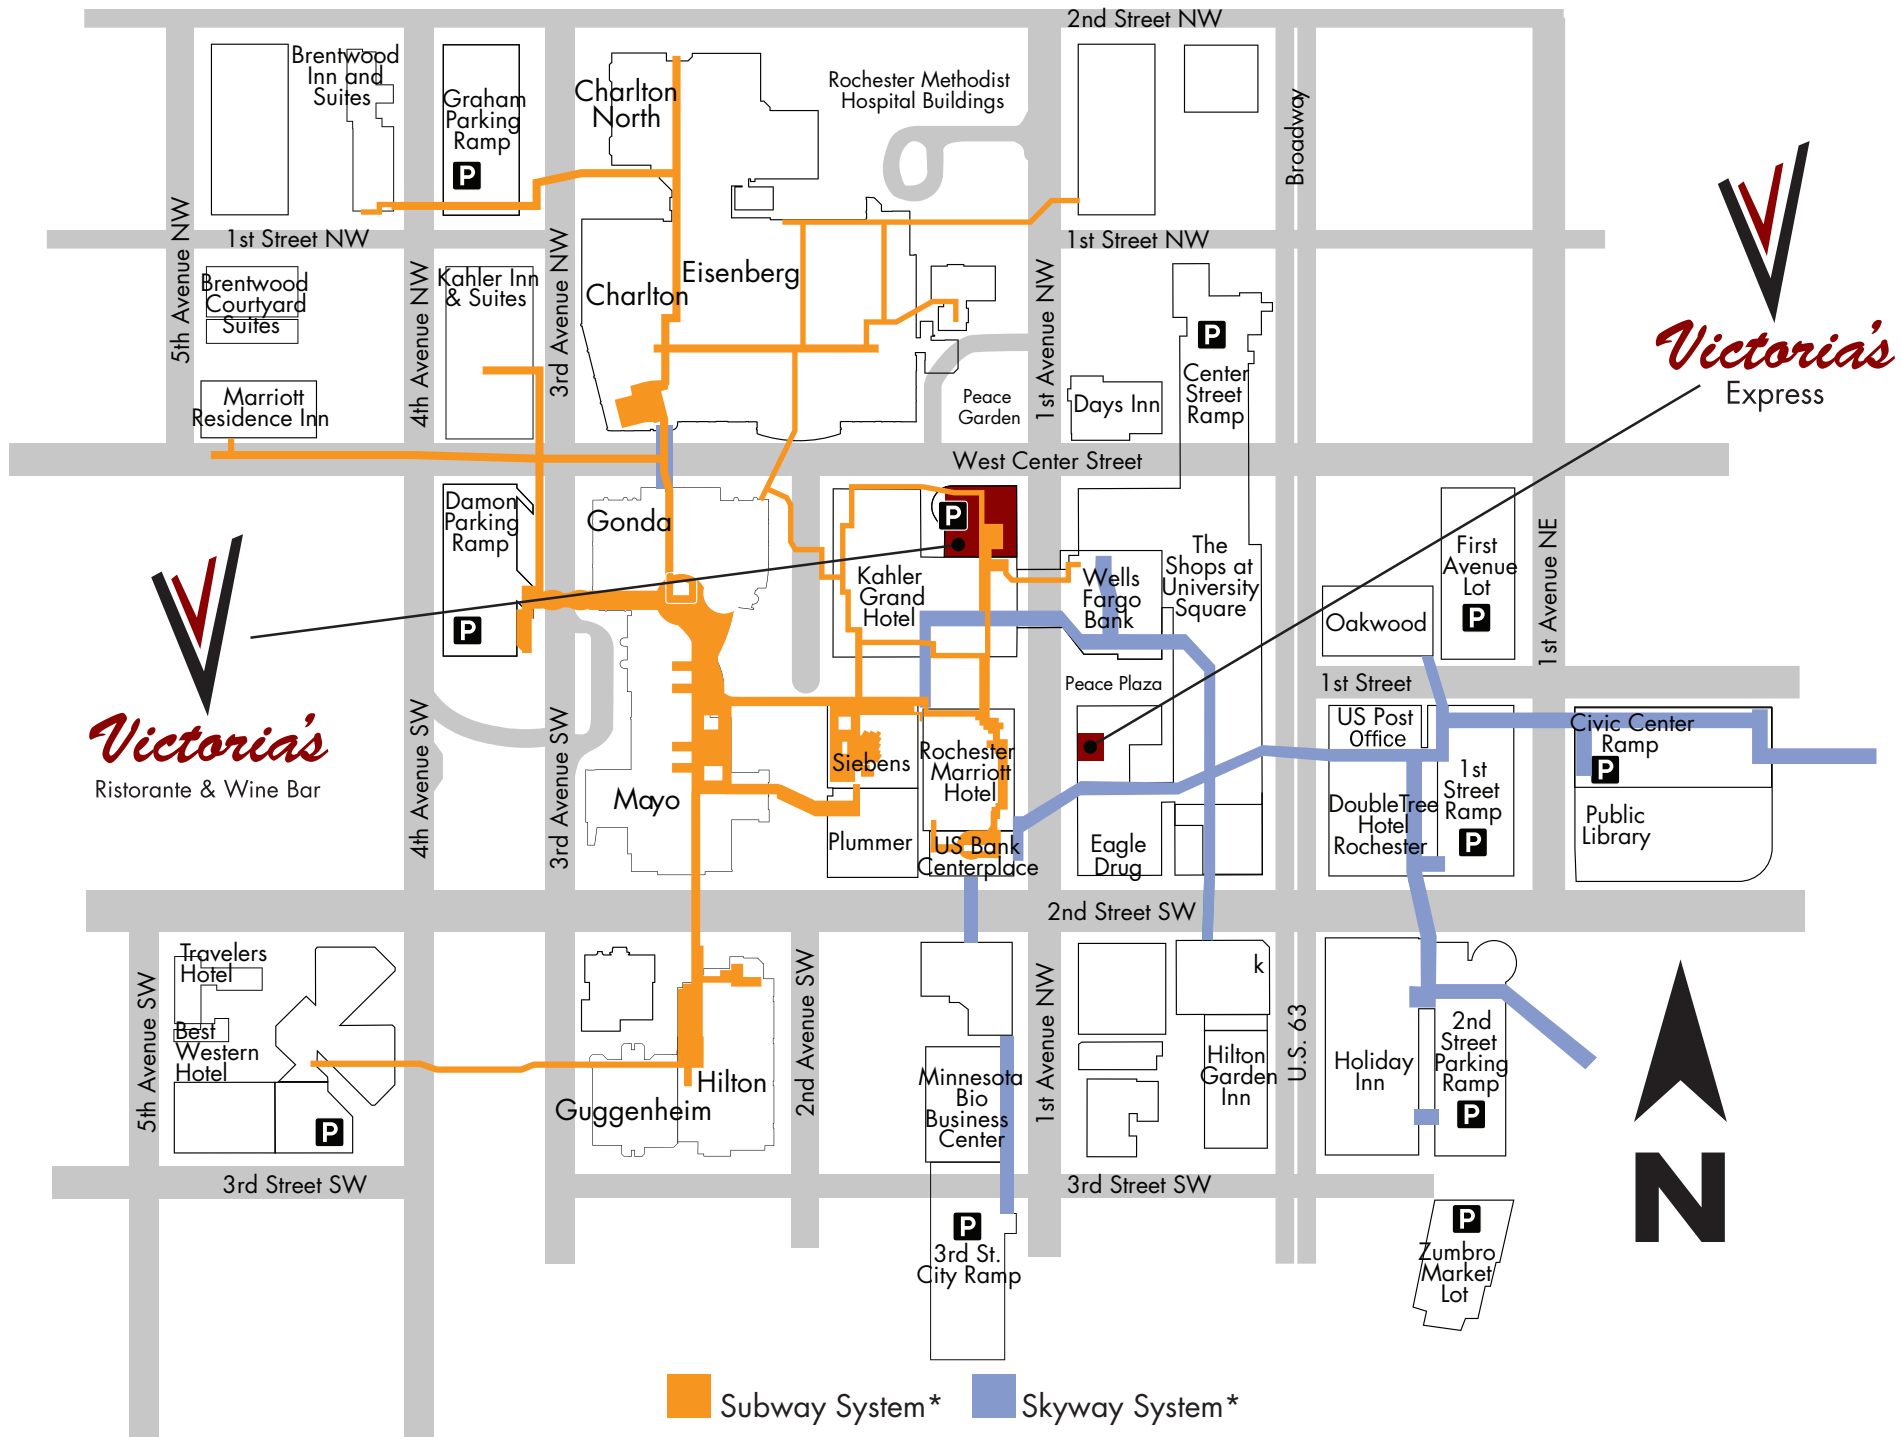 2nd Street NW
Brentwood
Inn and
Suites
Graham
Parking
Ramp
P
Charlton
North
Rochester Methodist
Hospital Buildings
Broadway
5th Avenue NW
1st Street NW
4th Avenue NW
3rd Avenue NW
1st Street NW
1st Avenue NW
Brentwood
Courtyard
Suites
Kahler Inn
& Suites
Charlton
Eisenberg
P
Center
Street
Ramp
Victoria's
Express
Marriott
Residence Inn
Peace
Garden
Days Inn
West Center Street
Damon
Parking
Ramp
P
Gonda
P
Kahler
Grand
Hotel
Wells
Fargo
Bank
The
Shops at
University
Square
First
Avenue
Lot
P
Oakwood
1st Avenue NE
Victoria's
Ristorante & Wine Bar
4th Avenue SW
3rd Avenue SW
Peace Plaza
1st Street
US Post
Office
Civic Center
Ramp
P
Mayo
Siebens
Rochester
Marriott
Hotel
1st
Street
Ramp
P
DoubleTree
Hotel
Rochester
Public
Library
Plummer
US Bank
Centerplace
Eagle
Drug
2nd Street SW
Travelers
Hotel
k
5th Avenue SW
Best
Western
Hotel
P
2nd Avenue SW
1st Avenue NW
U.S. 63
Hilton
Guggenheim
Minnesota
Bio
Business
Center
Hilton
Garden
Inn
Holiday
Inn
2nd
Street
Parking
Ramp
P
N
3rd Street SW
3rd Street SW
P
3rd St.
City Ramp
P
Zumbro
Market
Lot
Subway System*
Skyway System*